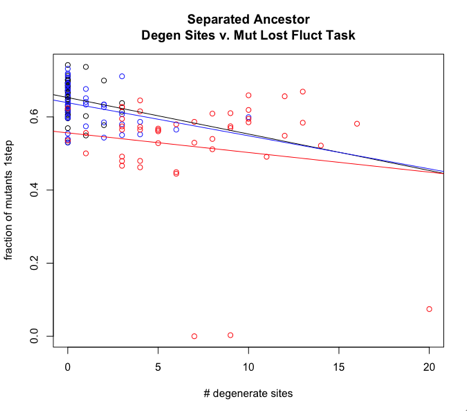 Separated Ancestor
Degen Sites v. Mut Lost Fluct Task
fraction of mutants 1step
0.6
0.4
0.2
0.0
0 5 10 15 20
# degenerate sites